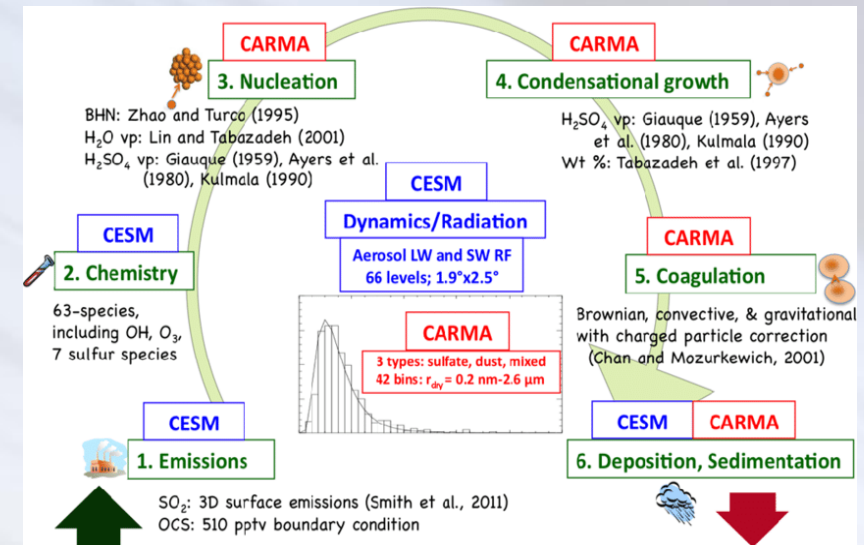 CARMA
3. Nucleation
BHN: Zhao and Turco (1995)
H₂O vp: Lin and Tabazadeh (2001)
H₂SO₄ vp: Giauque (1959), Ayers et al.
(1980), Kulmala (1990)
CARMA
4. Condensational growth
H₂SO₄ vp: Giauque (1959), Ayers
et al. (1980), Kulmala (1990)
Wt %: Tabazadeh et al. (1997)
CESM
Dynamics/Radiation
Aerosol LW and SW RF
66 levels; 1.9°x2.5°
CESM
2. Chemistry
63-species,
including OH, O₃,
7 sulfur species
CARMA
3 types: sulfate, dust, mixed
42 bins: r_dry = 0.2 nm-2.6 µm
CARMA
5. Coagulation
Brownian, convective, & gravitational
with charged particle correction
(Chan and Mozurkewich, 2001)
CESM
1. Emissions
SO₂: 3D surface emissions (Smith et al., 2011)
OCS: 510 pptv boundary condition
CESM CARMA
6. Deposition, Sedimentation